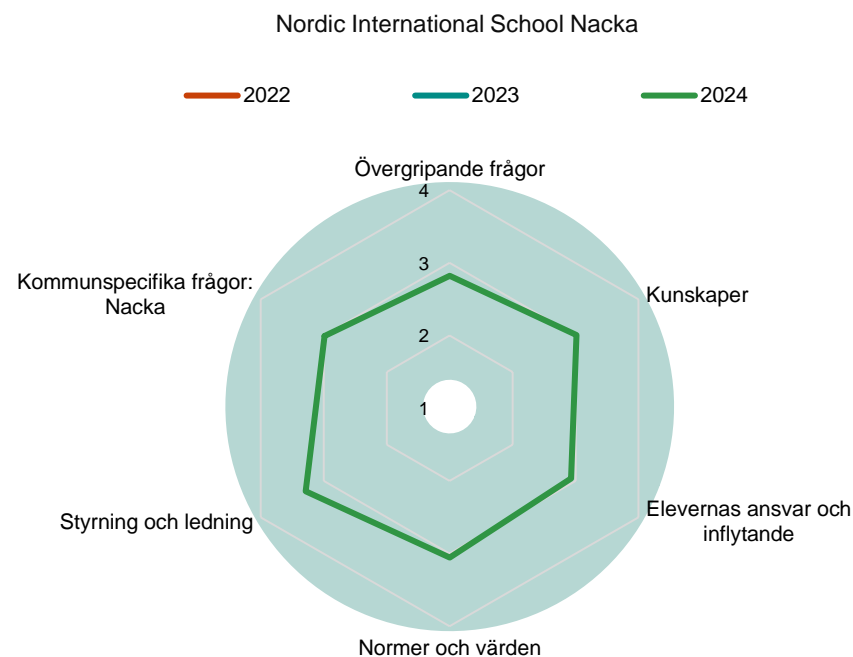 Nordic International School Nacka
2022
2023
2024
Övergripande frågor
4
3
2
1
Kommunspecifika frågor:
Nacka
Kunskaper
Styrning och ledning
Elevernas ansvar och
inflytande
Normer och värden